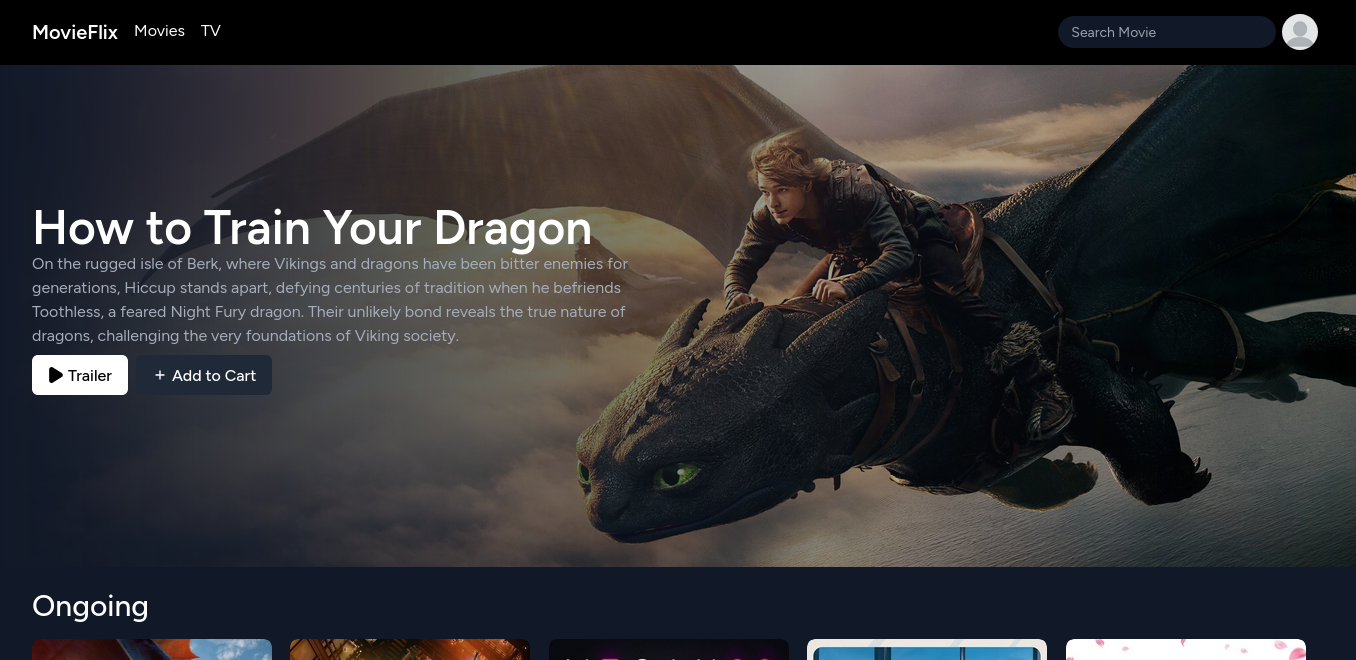 MovieFlix Movies TV Search Movie
How to Train Your Dragon
On the rugged isle of Berk, where Vikings and dragons have been bitter enemies for
generations, Hiccup stands apart, defying centuries of tradition when he befriends
Toothless, a feared Night Fury dragon. Their unlikely bond reveals the true nature of
dragons, challenging the very foundations of Viking society.
Trailer + Add to Cart
Ongoing